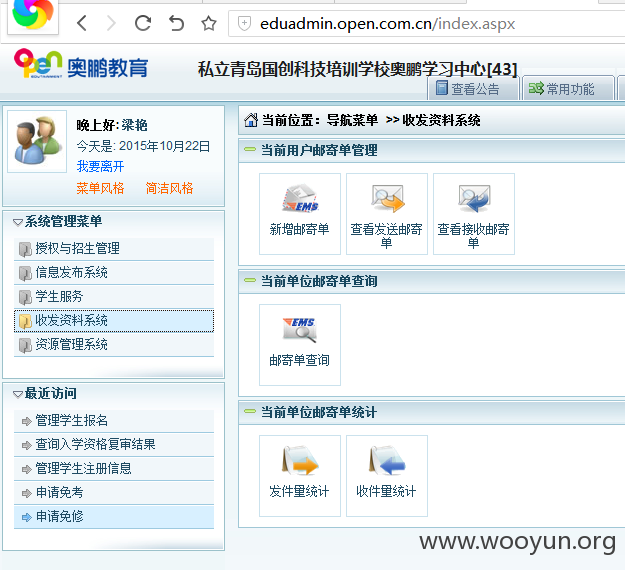 eduadmin.open.com.cn/index.aspx
open 奥鹏教育
EDUTAINMENT
私立青岛国创科技培训学校奥鹏学习中心[43]
查看公告 常用功能
晚上好:梁艳
今天是: 2015年10月22日
我要离开
菜单风格 简洁风格
系统管理菜单
授权与招生管理
信息发布系统
学生服务
收发资料系统
资源管理系统
最近访问
管理学生报名
查询入学资格复审结果
管理学生注册信息
申请免考
申请免修
当前位置：导航菜单 >>收发资料系统
当前用户邮寄单管理
EMS
新增邮寄单
查看发送邮寄单
查看接收邮寄单
当前单位邮寄单查询
EMS
邮寄单查询
当前单位邮寄单统计
发件量统计 收件量统计
www.wooyun.org